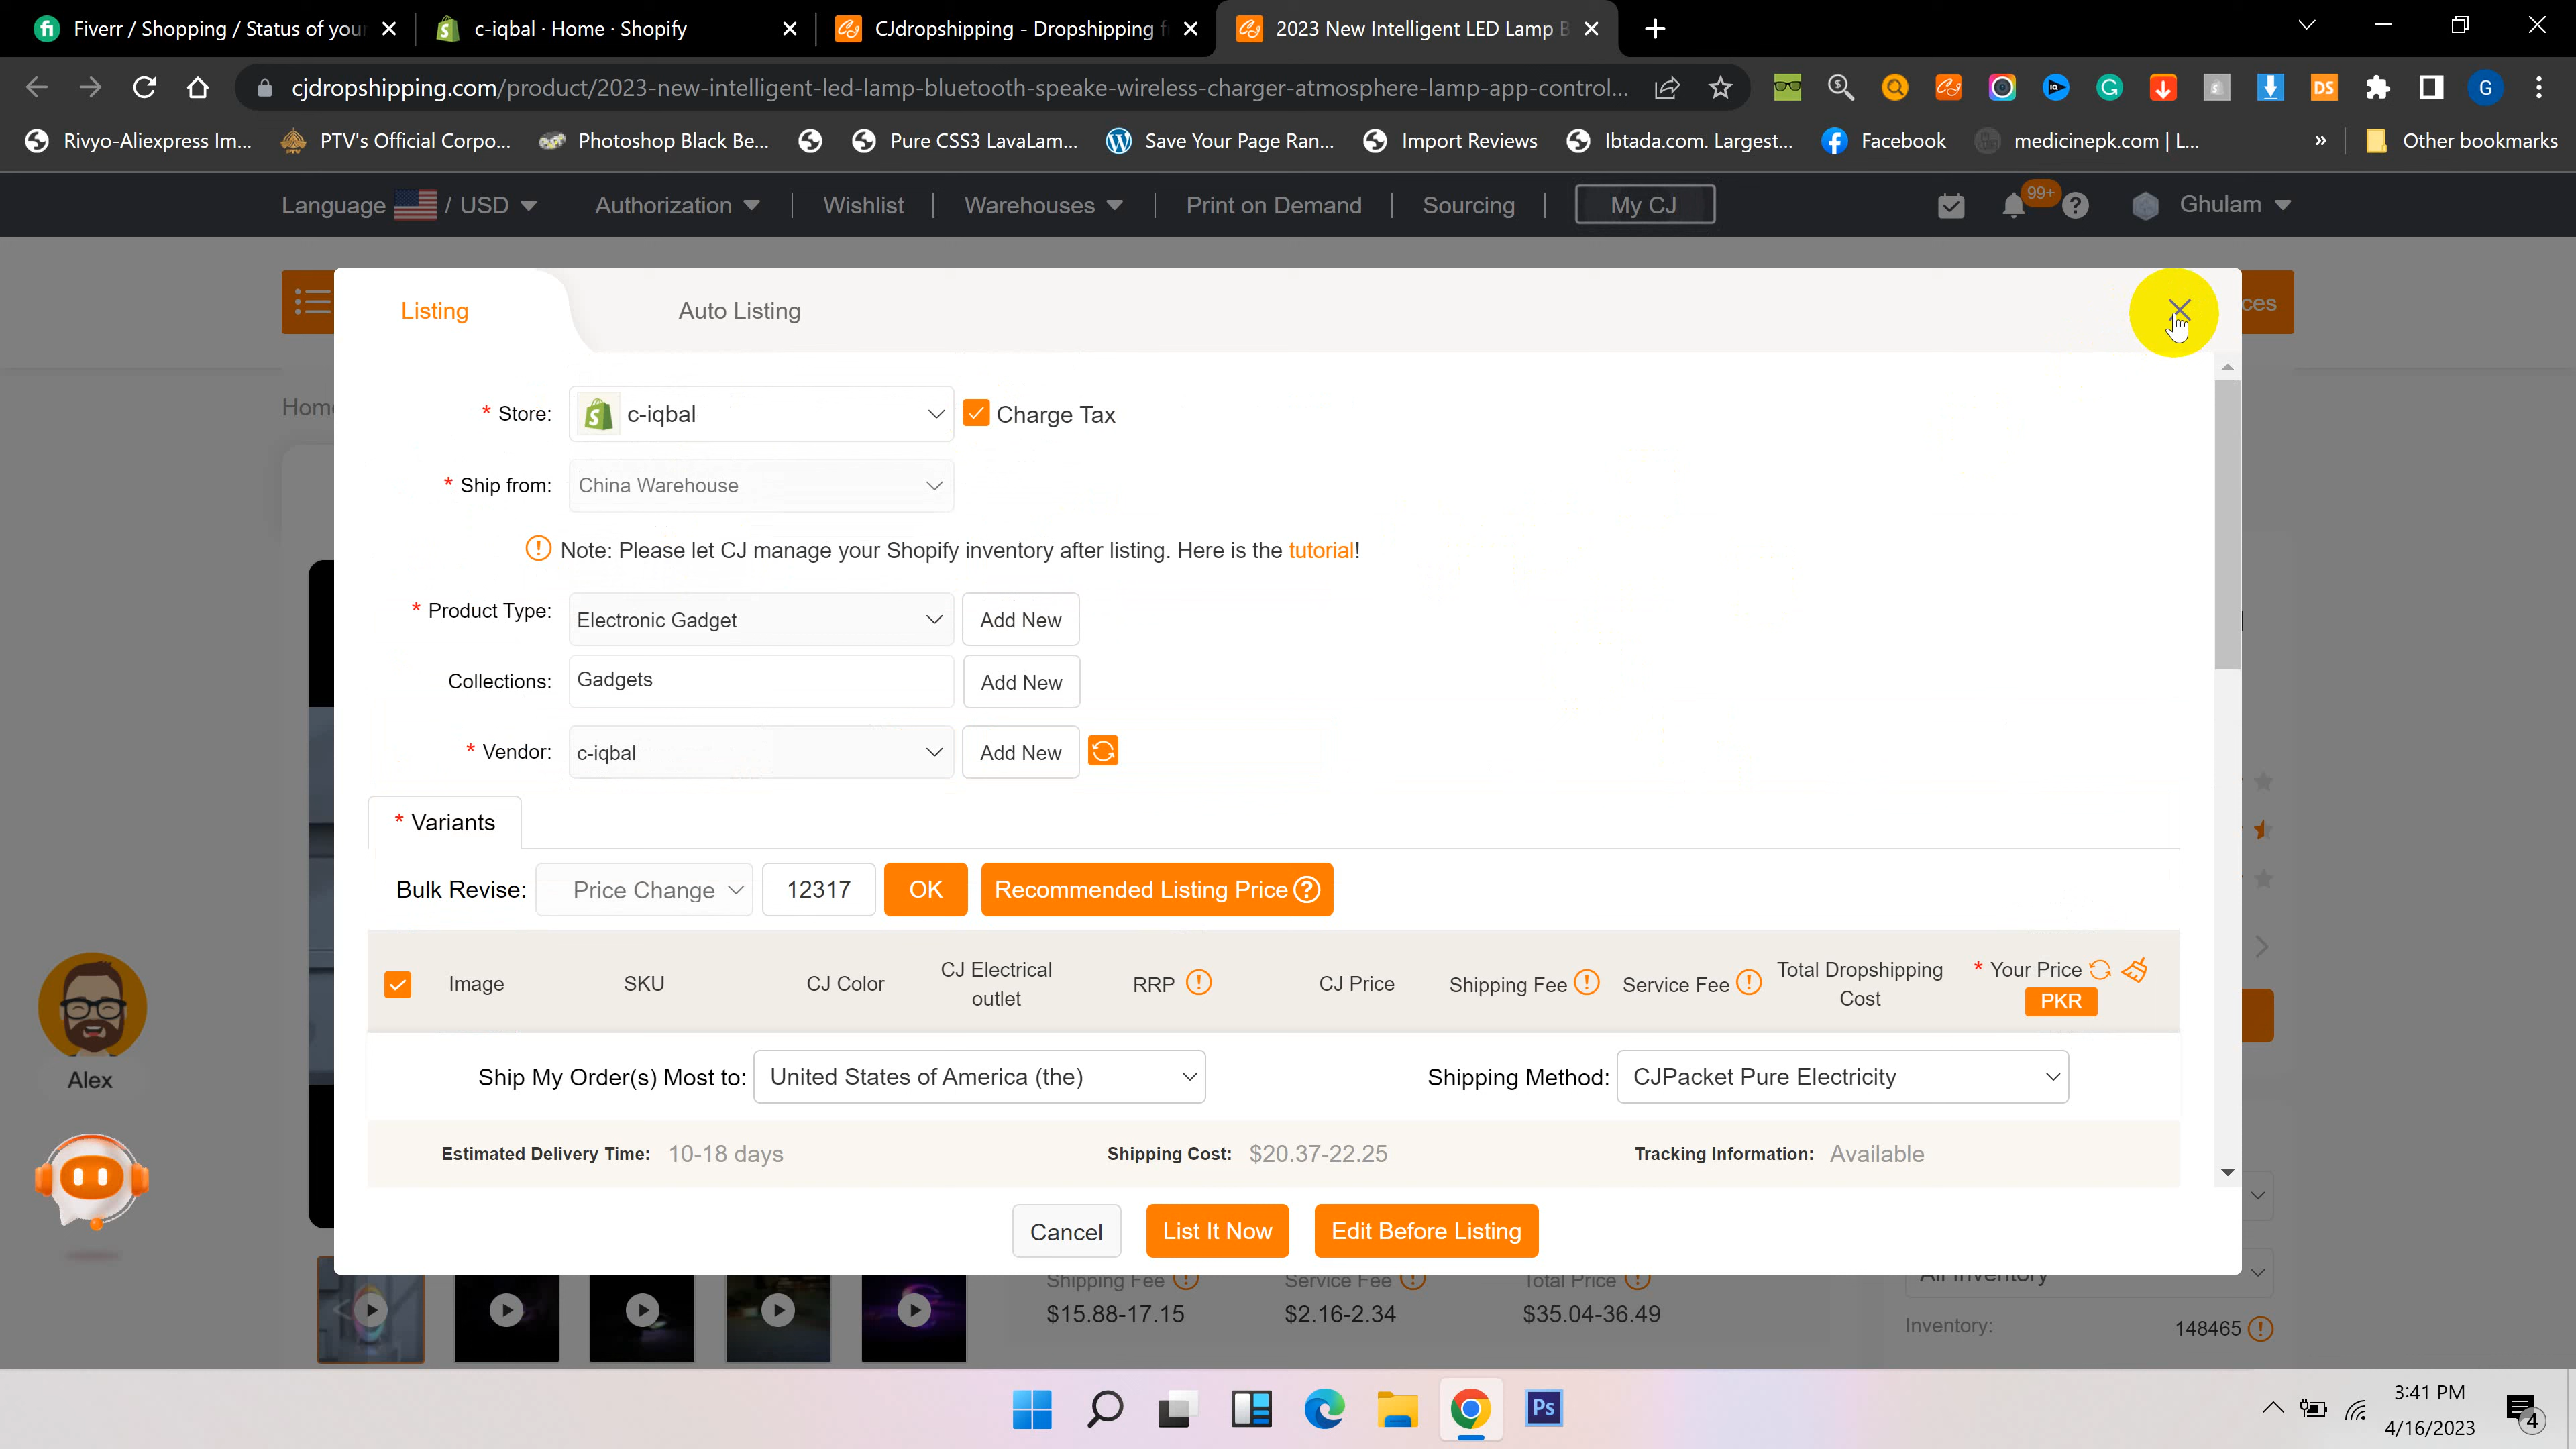 Fiverr / Shopping / Status of your
c-iqbal · Home · Shopify
CJdropshipping - Dropshipping f
2023 New Intelligent LED Lamp B
cjdropshipping.com/product/2023-new-intelligent-led-lamp-bluetooth-speake-wireless-charger-atmosphere-lamp-app-control...
DS
G
Rivyo-Aliexpress Im...
PTV's Official Corpo...
Photoshop Black Be...
Pure CSS3 LavaLam...
Save Your Page Ran...
Import Reviews
Ibtada.com. Largest...
Facebook
medicinepk.com | L...
»
Other bookmarks
Language / USD
Authorization
Wishlist
Warehouses
Print on Demand
Sourcing
My CJ
99+
Ghulam
Listing
Auto Listing
ces
Home
* Store: c-iqbal
Charge Tax
* Ship from: China Warehouse
Note: Please let CJ manage your Shopify inventory after listing. Here is the tutorial!
* Product Type: Electronic Gadget Add New
Collections: Gadgets Add New
* Vendor: c-iqbal Add New
* Variants
Bulk Revise: Price Change 12317 OK Recommended Listing Price
Image
SKU
CJ Color
CJ Electrical outlet
RRP
CJ Price
Shipping Fee
Service Fee
Total Dropshipping Cost
* Your Price
PKR
Ship My Order(s) Most to: United States of America (the)
Shipping Method: CJPacket Pure Electricity
Estimated Delivery Time: 10-18 days
Shipping Cost: $20.37-22.25
Tracking Information: Available
Alex
Cancel
List It Now
Edit Before Listing
Shipping Fee
Service Fee
Total Price
All Inventory
$15.88-17.15
$2.16-2.34
$35.04-36.49
Inventory: 148465
Ps
3:41 PM
4/16/2023
4